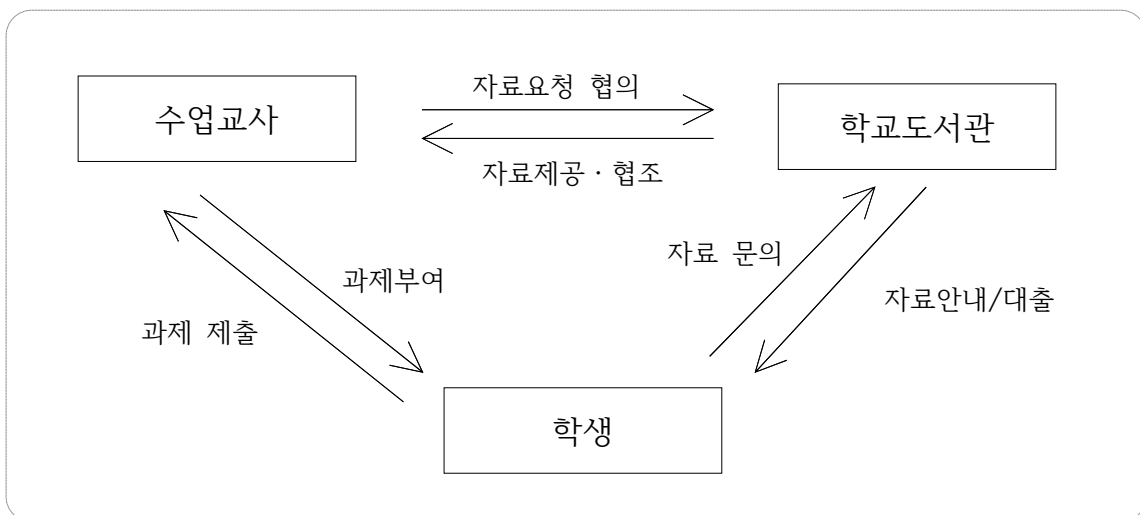 자료요청 협의
수업교사
학교도서관
자료제공 · 협조
자료 문의
과제부여
자료안내/대출
과제 제출
학생